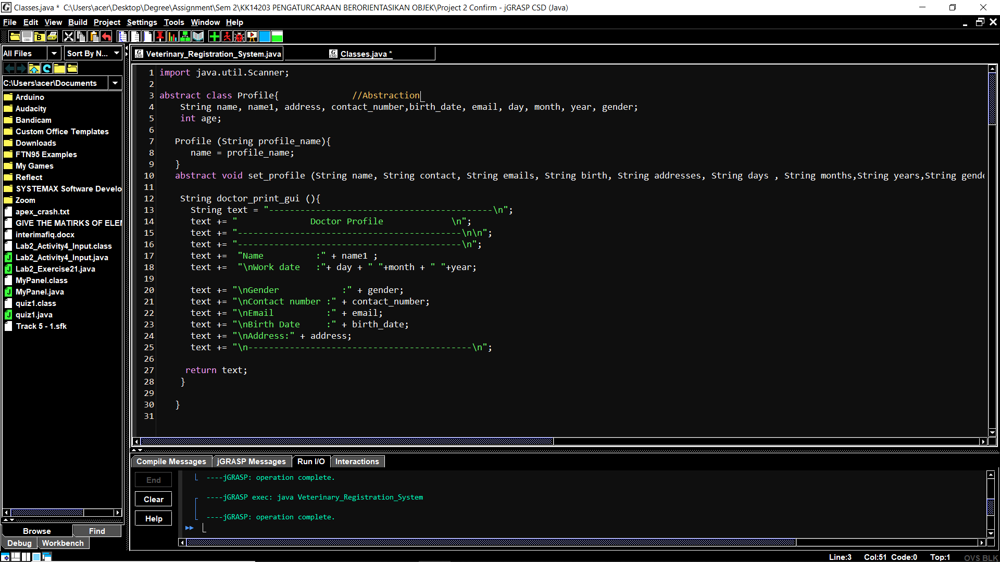 Classes.java *  C:\Users\acer\Desktop\Degree\Assignment\Sem 2\KK14203 PENGATURCARAAN BERORIENTASIKAN OBJEK\Project 2 Confirm - jGRASP CSD (Java)
File Edit View Build Project Settings Tools Window Help
All Files Sort By N...
Veterinary_Registration_System.java Classes.java *
C:\Users\acer\Documents
Arduino
Audacity
Bandicam
Custom Office Templates
Downloads
FTN95 Examples
My Games
Reflect
SYSTEMAX Software Develo
Zoom
apex_crash.txt
GIVE THE MATIRKS OF ELE
interimafiq.docx
Lab2_Activity4_Input.class
Lab2_Activity4_Input.java
Lab2_Exercise21.java
MyPanel.class
MyPanel.java
quiz1.class
quiz1.java
Track 5 - 1.sfk
Browse Find
Debug Workbench
1 import java.util.Scanner;
2
3 abstract class Profile{ //Abstraction
4 String name, name1, address, contact_number,birth_date, email, day, month, year, gender;
5 int age;
6
7 Profile (String profile_name){
8 name = profile_name;
9 }
10 abstract void set_profile (String name, String contact, String emails, String birth, String addresses, String days , String months,String years,String gende
11
12 String doctor_print_gui (){
13 String text = "-------------------------------------------\n";
14 text += "              Doctor Profile             \n";
15 text += "-------------------------------------------\n\n";
16 text += "-------------------------------------------\n";
17 text +=  "Name          :" + name1 ;
18 text +=  "\nWork date   :"+ day + " "+month + " "+year;
19
20 text += "\nGender            :" + gender;
21 text += "\nContact number :" + contact_number;
22 text += "\nEmail          :" + email;
23 text += "\nBirth Date     :" + birth_date;
24 text += "\nAddress:" + address;
25 text += "\n-------------------------------------------\n";
26
27 return text;
28 }
29
30 }
31
Compile Messages jGRASP Messages Run I/O Interactions
End
Clear
Help
----jGRASP: operation complete.
----jGRASP exec: java Veterinary_Registration_System
----jGRASP: operation complete.
Line:3 Col:51 Code:0 Top:1 OVS BLK